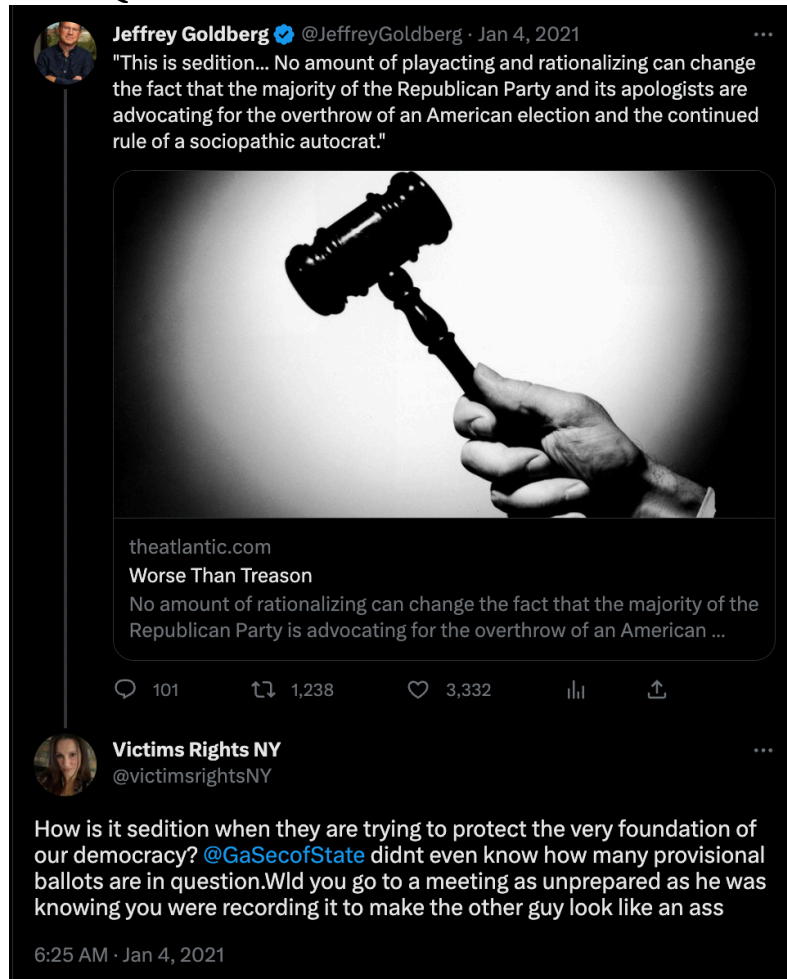 Jeffrey Goldberg @JeffreyGoldberg · Jan 4, 2021
"This is sedition... No amount of playacting and rationalizing can change
the fact that the majority of the Republican Party and its apologists are
advocating for the overthrow of an American election and the continued
rule of a sociopathic autocrat."
theatlantic.com
Worse Than Treason
No amount of rationalizing can change the fact that the majority of the
Republican Party is advocating for the overthrow of an American ...
101 1,238 3,332
Victims Rights NY
@victimsrightsNY
How is it sedition when they are trying to protect the very foundation of
our democracy? @GaSecofState didnt even know how many provisional
ballots are in question.Wld you go to a meeting as unprepared as he was
knowing you were recording it to make the other guy look like an ass
6:25 AM · Jan 4, 2021